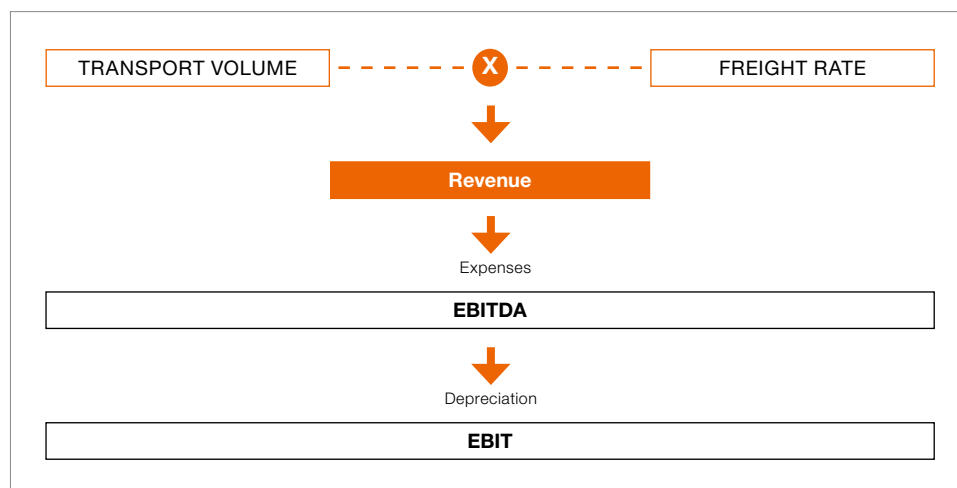 TRANSPORT VOLUME X FREIGHT RATE
Revenue
Expenses
EBITDA
Depreciation
EBIT